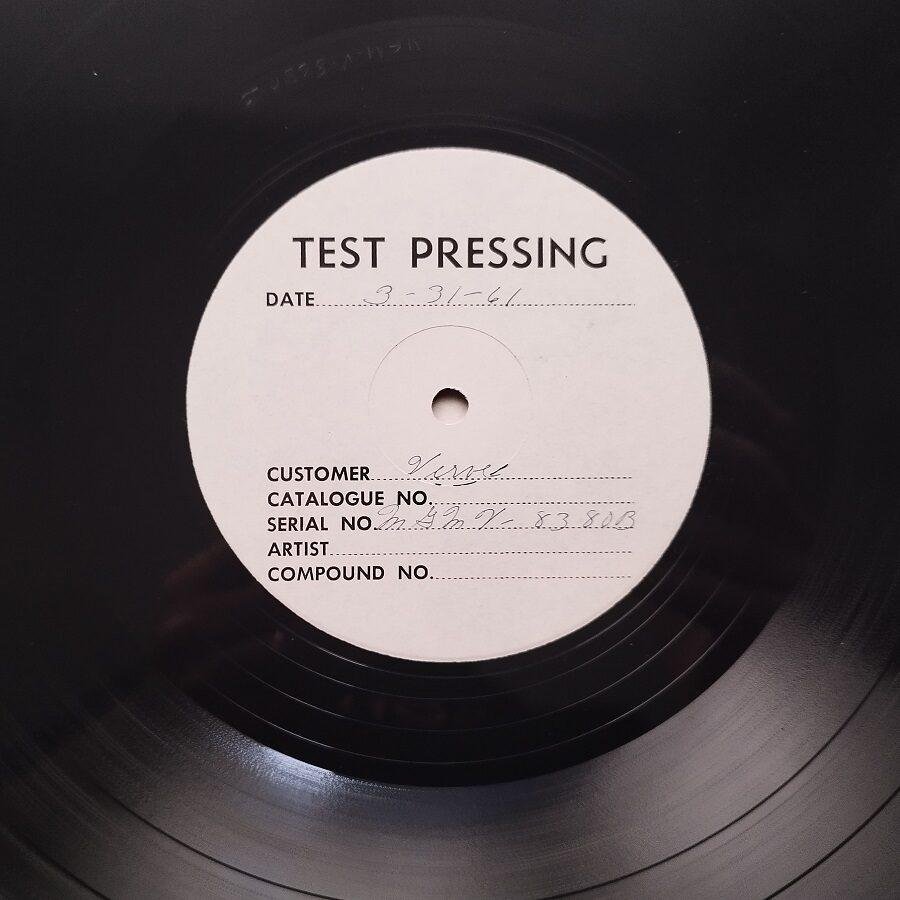 TEST PRESSING
DATE 3-31-61
CUSTOMER Verve
CATALOGUE NO.
SERIAL NO. MGMV-8380B
ARTIST
COMPOUND NO.